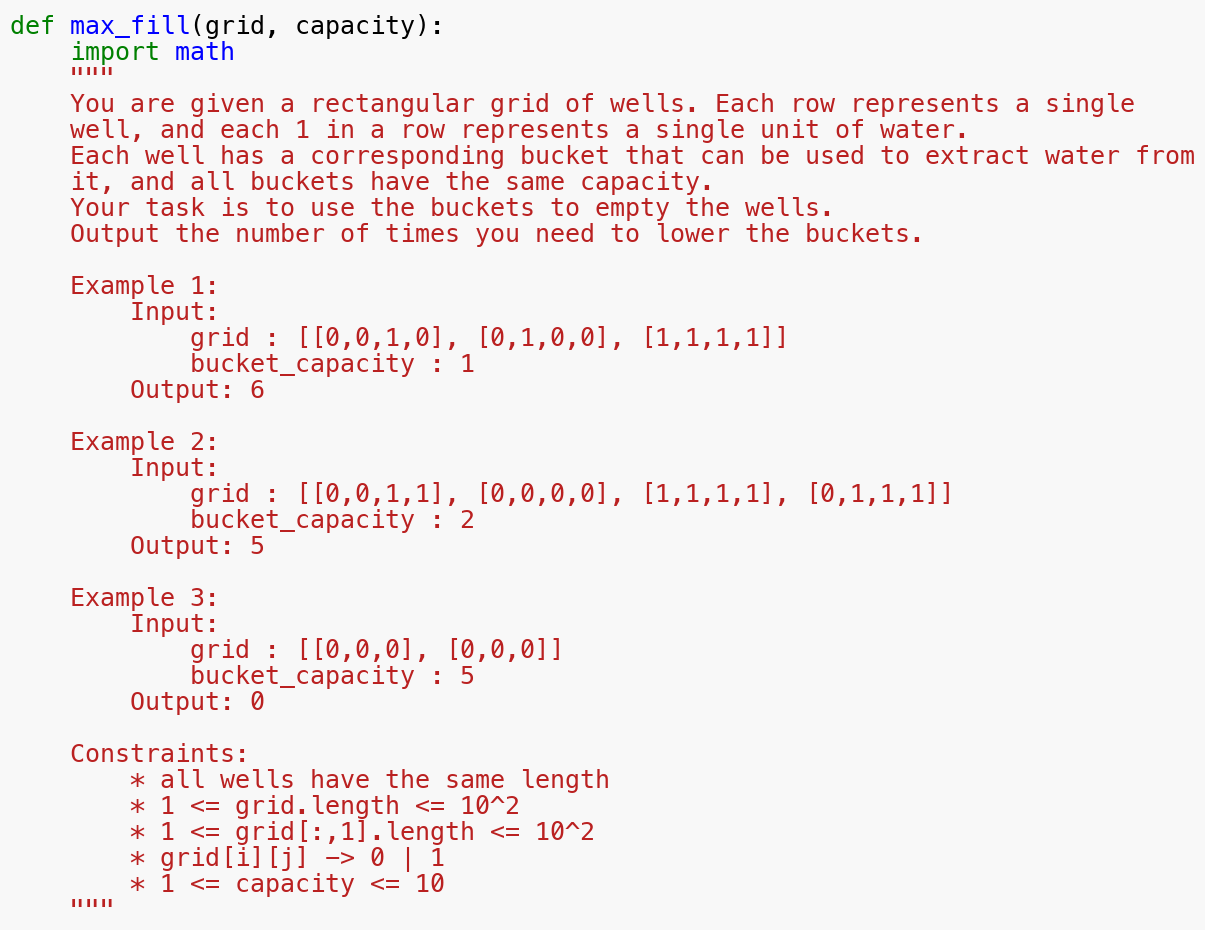 def max_fill(grid, capacity):
    import math
    """
    You are given a rectangular grid of wells. Each row represents a single
    well, and each 1 in a row represents a single unit of water.
    Each well has a corresponding bucket that can be used to extract water from
    it, and all buckets have the same capacity.
    Your task is to use the buckets to empty the wells.
    Output the number of times you need to lower the buckets.

    Example 1:
        Input:
            grid : [[0,0,1,0], [0,1,0,0], [1,1,1,1]]
            bucket_capacity : 1
        Output: 6

    Example 2:
        Input:
            grid : [[0,0,1,1], [0,0,0,0], [1,1,1,1], [0,1,1,1]]
            bucket_capacity : 2
        Output: 5

    Example 3:
        Input:
            grid : [[0,0,0], [0,0,0]]
            bucket_capacity : 5
        Output: 0

    Constraints:
        * all wells have the same length
        * 1 <= grid.length <= 10^2
        * 1 <= grid[:,1].length <= 10^2
        * grid[i][j] -> 0 | 1
        * 1 <= capacity <= 10
    """